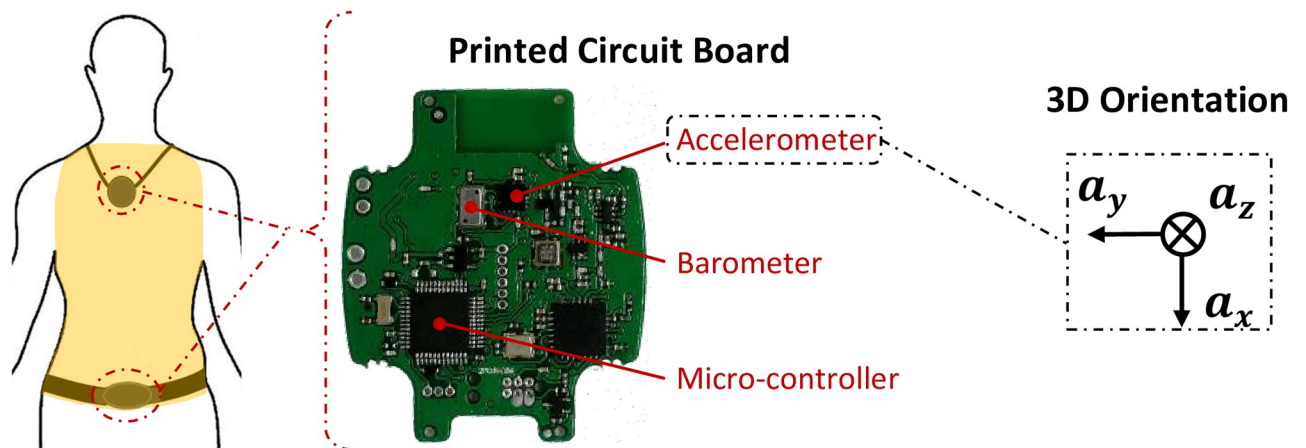 Printed Circuit Board
3D Orientation
Accelerometer
Barometer
Micro-controller
a_y
a_z
a_x